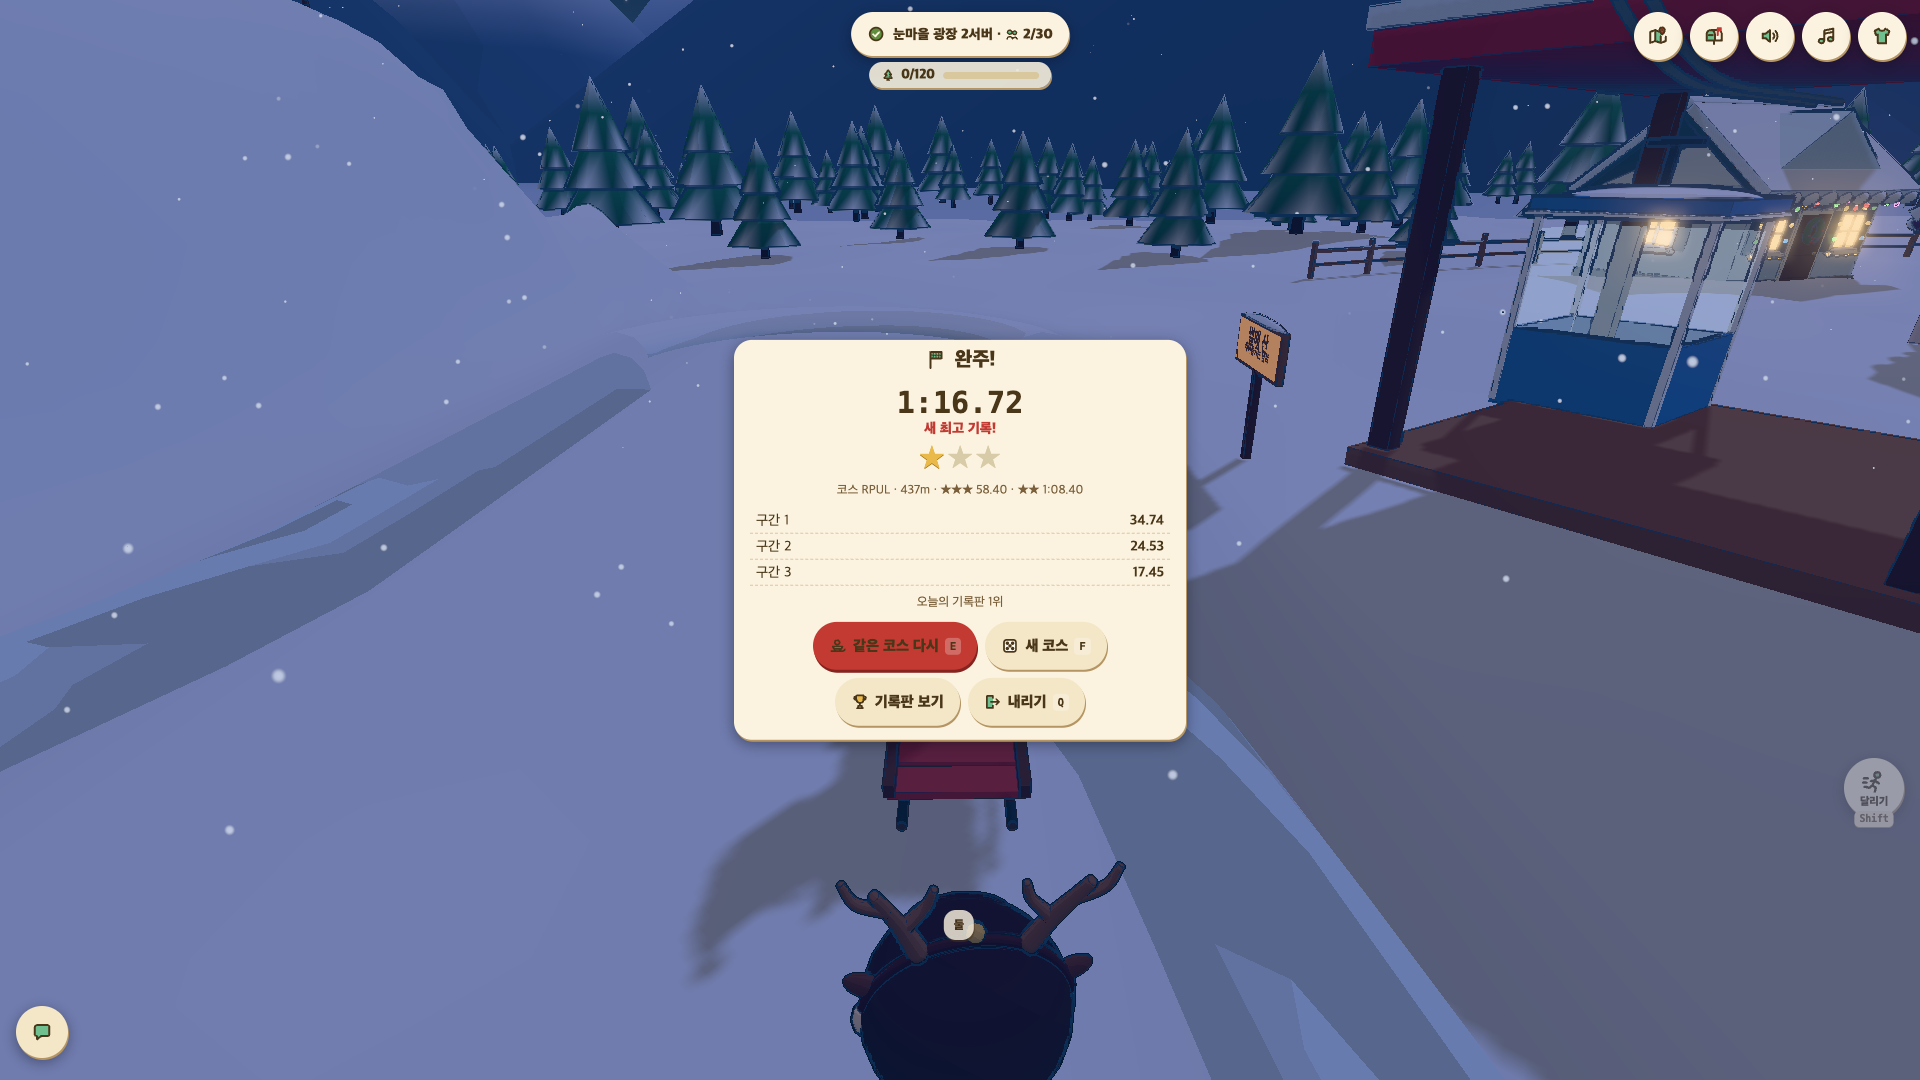 눈마을 광장 2서버 · 2/30
0/120
완주!
1:16.72
새 최고 기록!
코스 RPUL · 437m · ★★★ 58.40 · ★★ 1:08.40
구간 1 34.74
구간 2 24.53
구간 3 17.45
오늘의 기록판 1위
같은 코스 다시 E
새 코스 F
기록판 보기
내리기 Q
달리기
Shift
둘